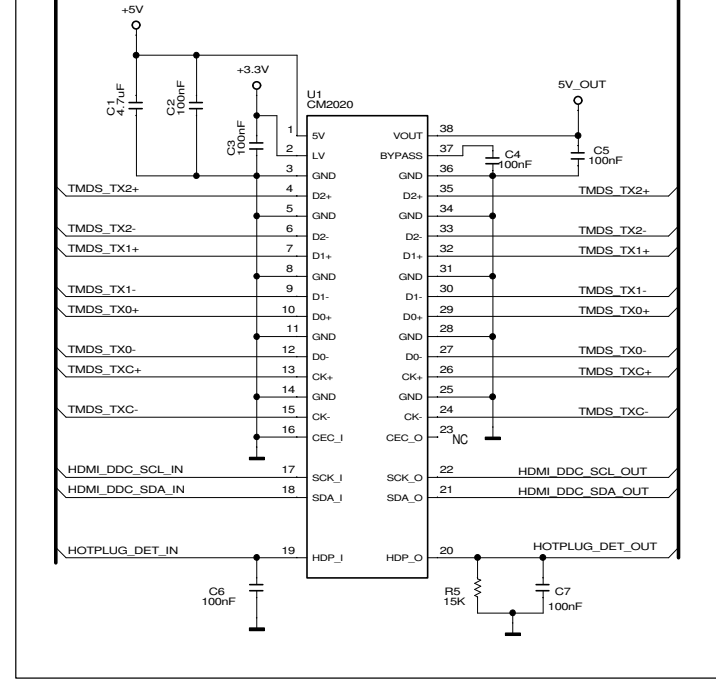 +5V
+3.3V
5V_OUT
U1
CM2020
C1
4.7uF
C2
100nF
C3
100nF
C4
100nF
C5
100nF
1 5V VOUT 38
2 LV BYPASS 37
3 GND GND 36
TMDS_TX2+ 4 D2+ D2+ 35 TMDS_TX2+
5 GND GND 34
TMDS_TX2- 6 D2- D2- 33 TMDS_TX2-
TMDS_TX1+ 7 D1+ D1+ 32 TMDS_TX1+
8 GND GND 31
TMDS_TX1- 9 D1- D1- 30 TMDS_TX1-
TMDS_TX0+ 10 D0+ D0+ 29 TMDS_TX0+
11 GND GND 28
TMDS_TX0- 12 D0- D0- 27 TMDS_TX0-
TMDS_TXC+ 13 CK+ CK+ 26 TMDS_TXC+
14 GND GND 25
TMDS_TXC- 15 CK- CK- 24 TMDS_TXC-
16 CEC_I CEC_O 23 NC
HDMI_DDC_SCL_IN 17 SCK_I SCK_O 22 HDMI_DDC_SCL_OUT
HDMI_DDC_SDA_IN 18 SDA_I SDA_O 21 HDMI_DDC_SDA_OUT
HOTPLUG_DET_IN 19 HDP_I HDP_O 20 HOTPLUG_DET_OUT
C6
100nF
R5
15K
C7
100nF